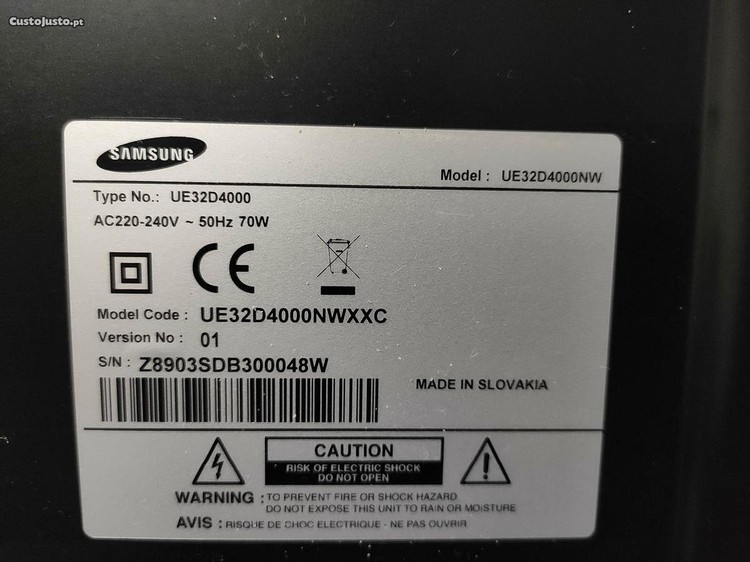 CustoJusto.pt
SAMSUNG
Model : UE32D4000NW
Type No.: UE32D4000
AC220-240V ~ 50Hz 70W
CE
Model Code : UE32D4000NWXXC
Version No : 01
S/N : Z8903SDB300048W
MADE IN SLOVAKIA
CAUTION
RISK OF ELECTRIC SHOCK
DO NOT OPEN
WARNING : TO PREVENT FIRE OR SHOCK HAZARD
DO NOT EXPOSE THIS UNIT TO RAIN OR MOISTURE
AVIS : RISQUE DE CHOC ELECTRIQUE - NE PAS OUVRIR